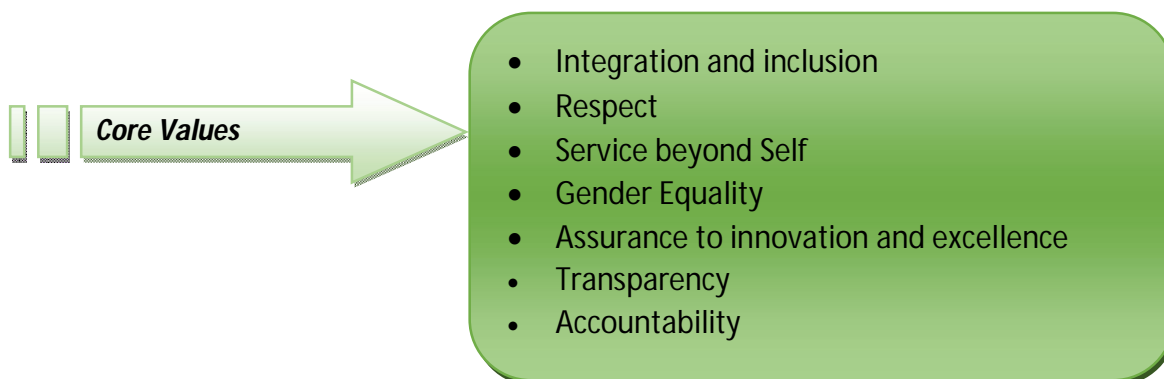 Core Values
• Integration and inclusion
• Respect
• Service beyond Self
• Gender Equality
• Assurance to innovation and excellence
• Transparency
• Accountability